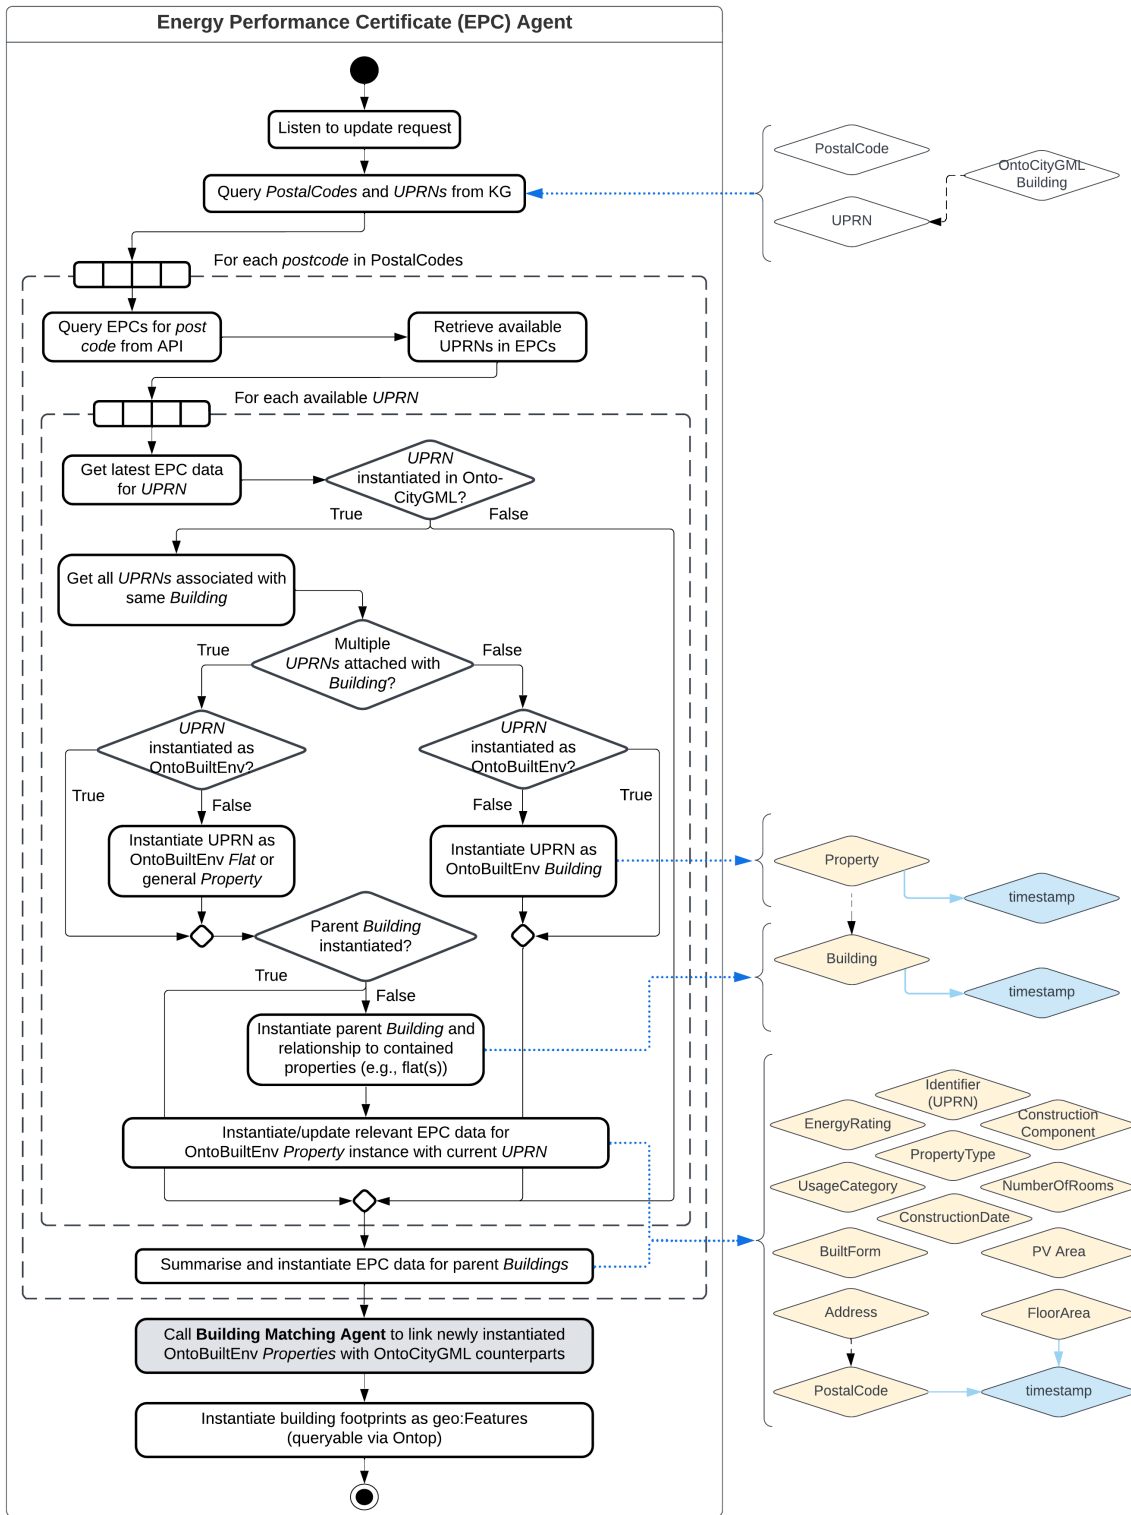 Energy Performance Certificate (EPC) Agent
Listen to update request
Query PostalCodes and UPRNs from KG
PostalCode
OntoCityGML
Building
UPRN
For each postcode in PostalCodes
Query EPCs for post
code from API
Retrieve available
UPRNs in EPCs
For each available UPRN
Get latest EPC data
for UPRN
UPRN
instantiated in Onto-
CityGML?
True
False
Get all UPRNs associated with
same Building
Multiple
UPRNs attached with
Building?
True
False
UPRN
instantiated as
OntoBuiltEnv?
UPRN
instantiated as
OntoBuiltEnv?
True
False
False
True
Instantiate UPRN as
OntoBuiltEnv Flat or
general Property
Instantiate UPRN as
OntoBuiltEnv Building
Property
timestamp
Parent Building
instantiated?
Building
timestamp
True
False
Instantiate parent Building and
relationship to contained
properties (e.g., flat(s))
Instantiate/update relevant EPC data for
OntoBuiltEnv Property instance with current UPRN
Identifier
(UPRN)
EnergyRating
Construction
Component
PropertyType
UsageCategory
NumberOfRooms
ConstructionDate
BuiltForm
PV Area
Address
FloorArea
PostalCode
timestamp
Summarise and instantiate EPC data for parent Buildings
Call Building Matching Agent to link newly instantiated
OntoBuiltEnv Properties with OntoCityGML counterparts
Instantiate building footprints as geo:Features
(queryable via Ontop)